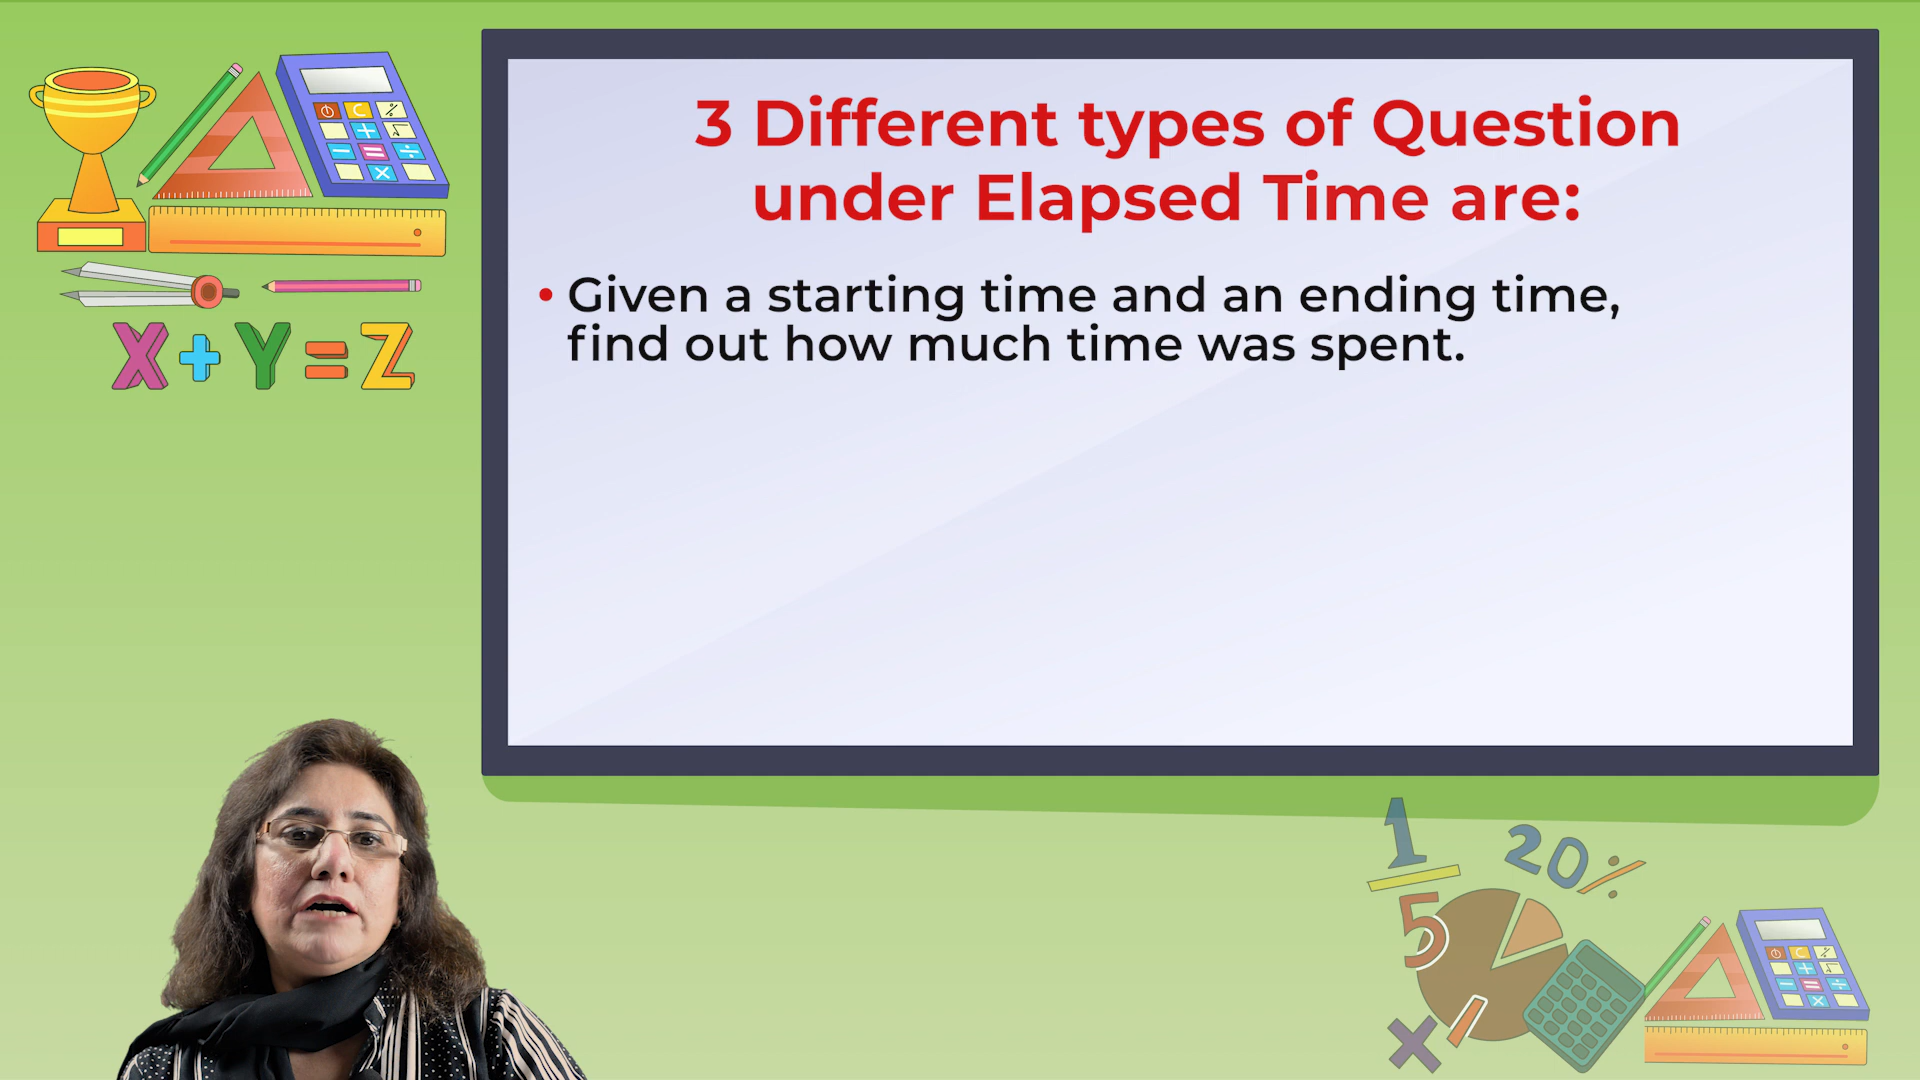 3 Different types of Question
under Elapsed Time are:
• Given a starting time and an ending time,
find out how much time was spent.
X + Y = Z
1
5
20%